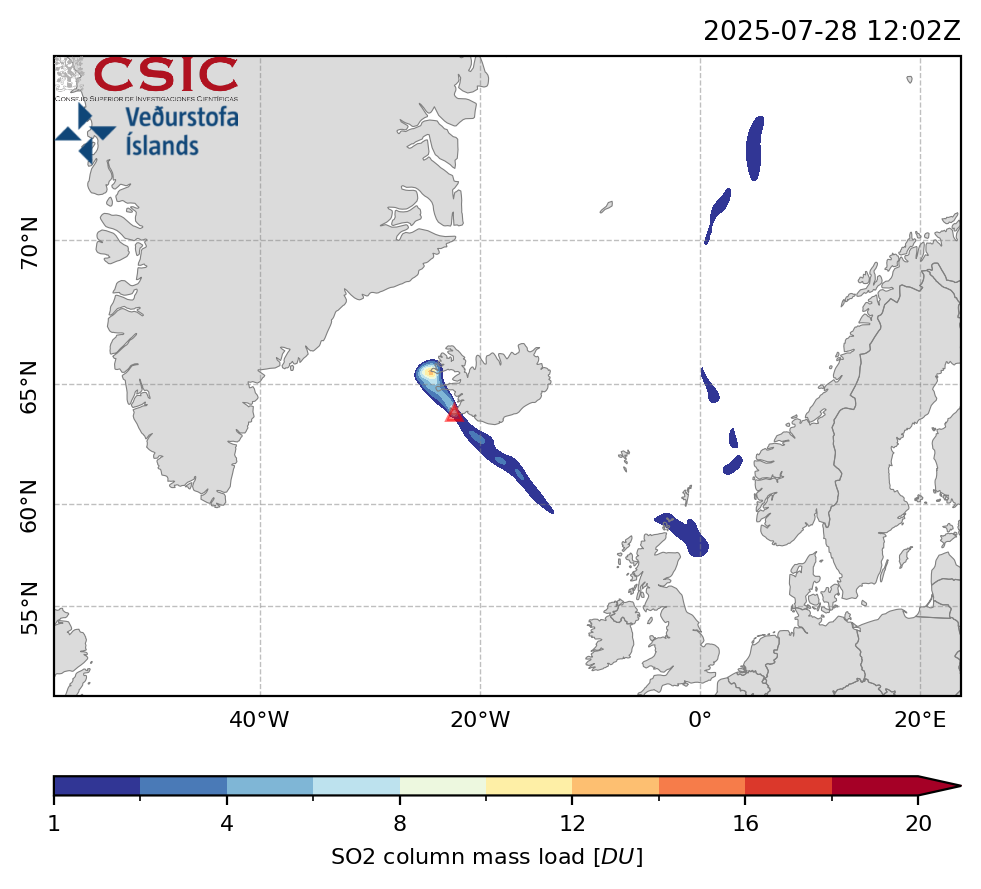 2025-07-28 12:02Z
CSIC
CONSEJO SUPERIOR DE INVESTIGACIONES CIENTÍFICAS
Veðurstofa
Íslands
70°N
65°N
60°N
55°N
40°W 20°W 0° 20°E
1 4 8 12 16 20
SO2 column mass load [DU]